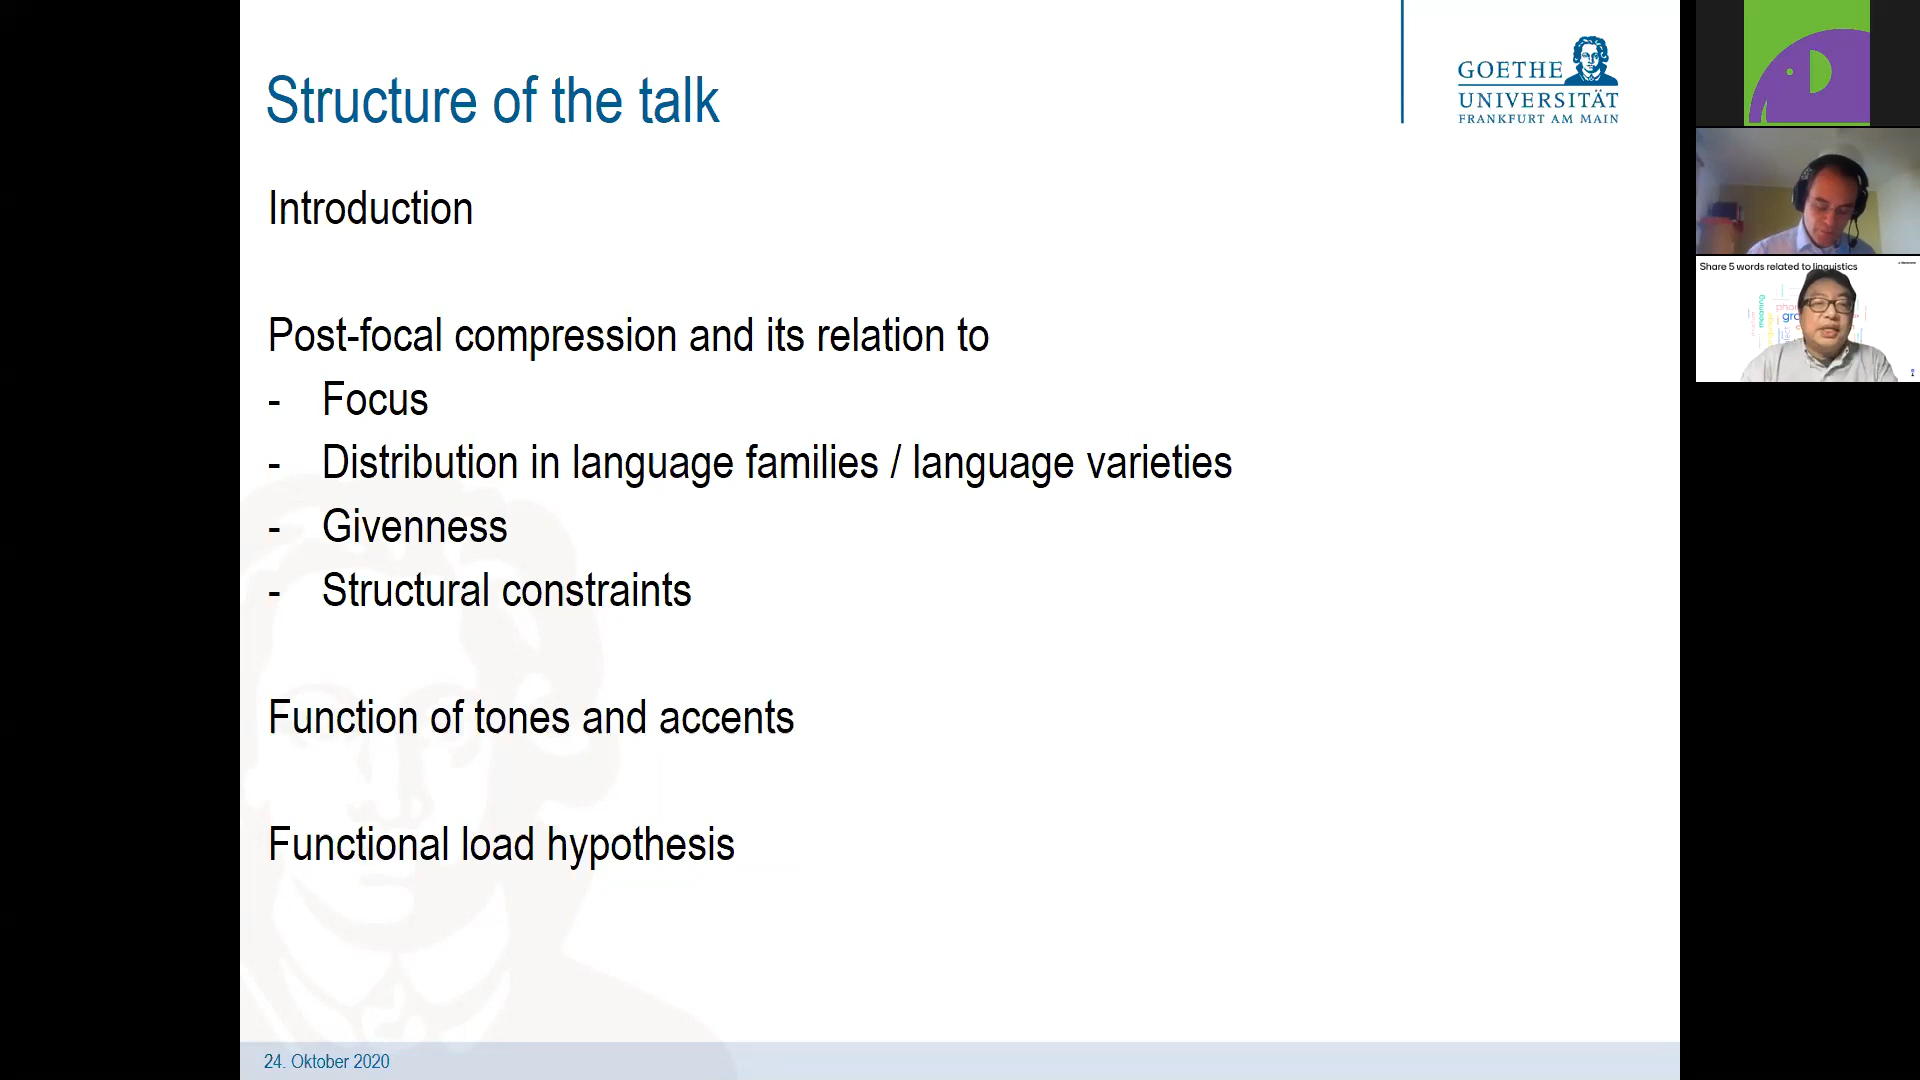 Structure of the talk
GOETHE
UNIVERSITÄT
FRANKFURT AM MAIN
Introduction
Post-focal compression and its relation to
- Focus
- Distribution in language families / language varieties
- Givenness
- Structural constraints
Function of tones and accents
Functional load hypothesis
24. Oktober 2020
Share 5 words related to linguistics
meaning